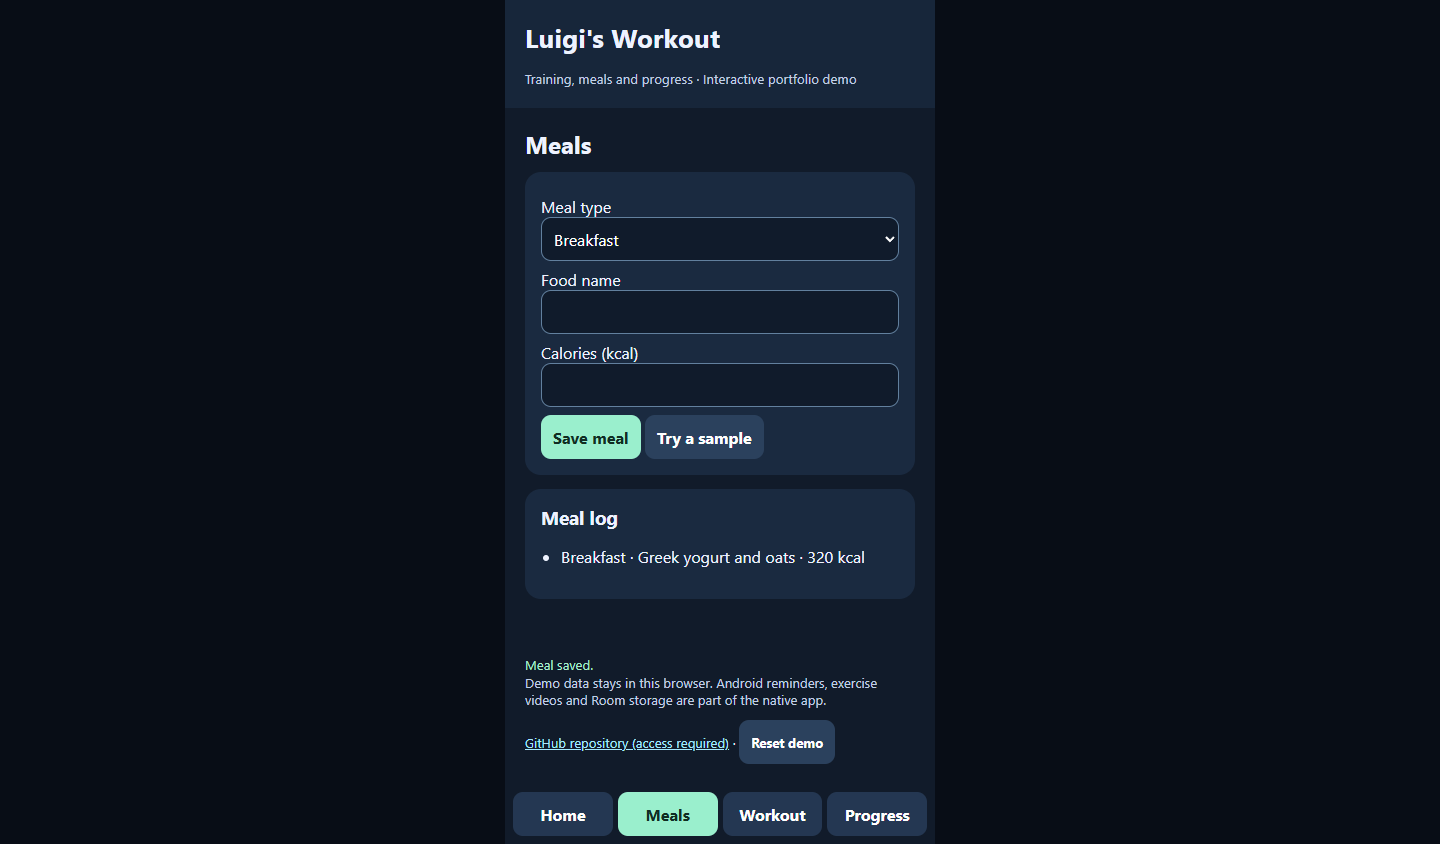 Luigi's Workout
Training, meals and progress · Interactive portfolio demo
Meals
Meal type
Breakfast
Food name
Calories (kcal)
Save meal Try a sample
Meal log
• Breakfast · Greek yogurt and oats · 320 kcal
Meal saved.
Demo data stays in this browser. Android reminders, exercise
videos and Room storage are part of the native app.
GitHub repository (access required) · Reset demo
Home Meals Workout Progress